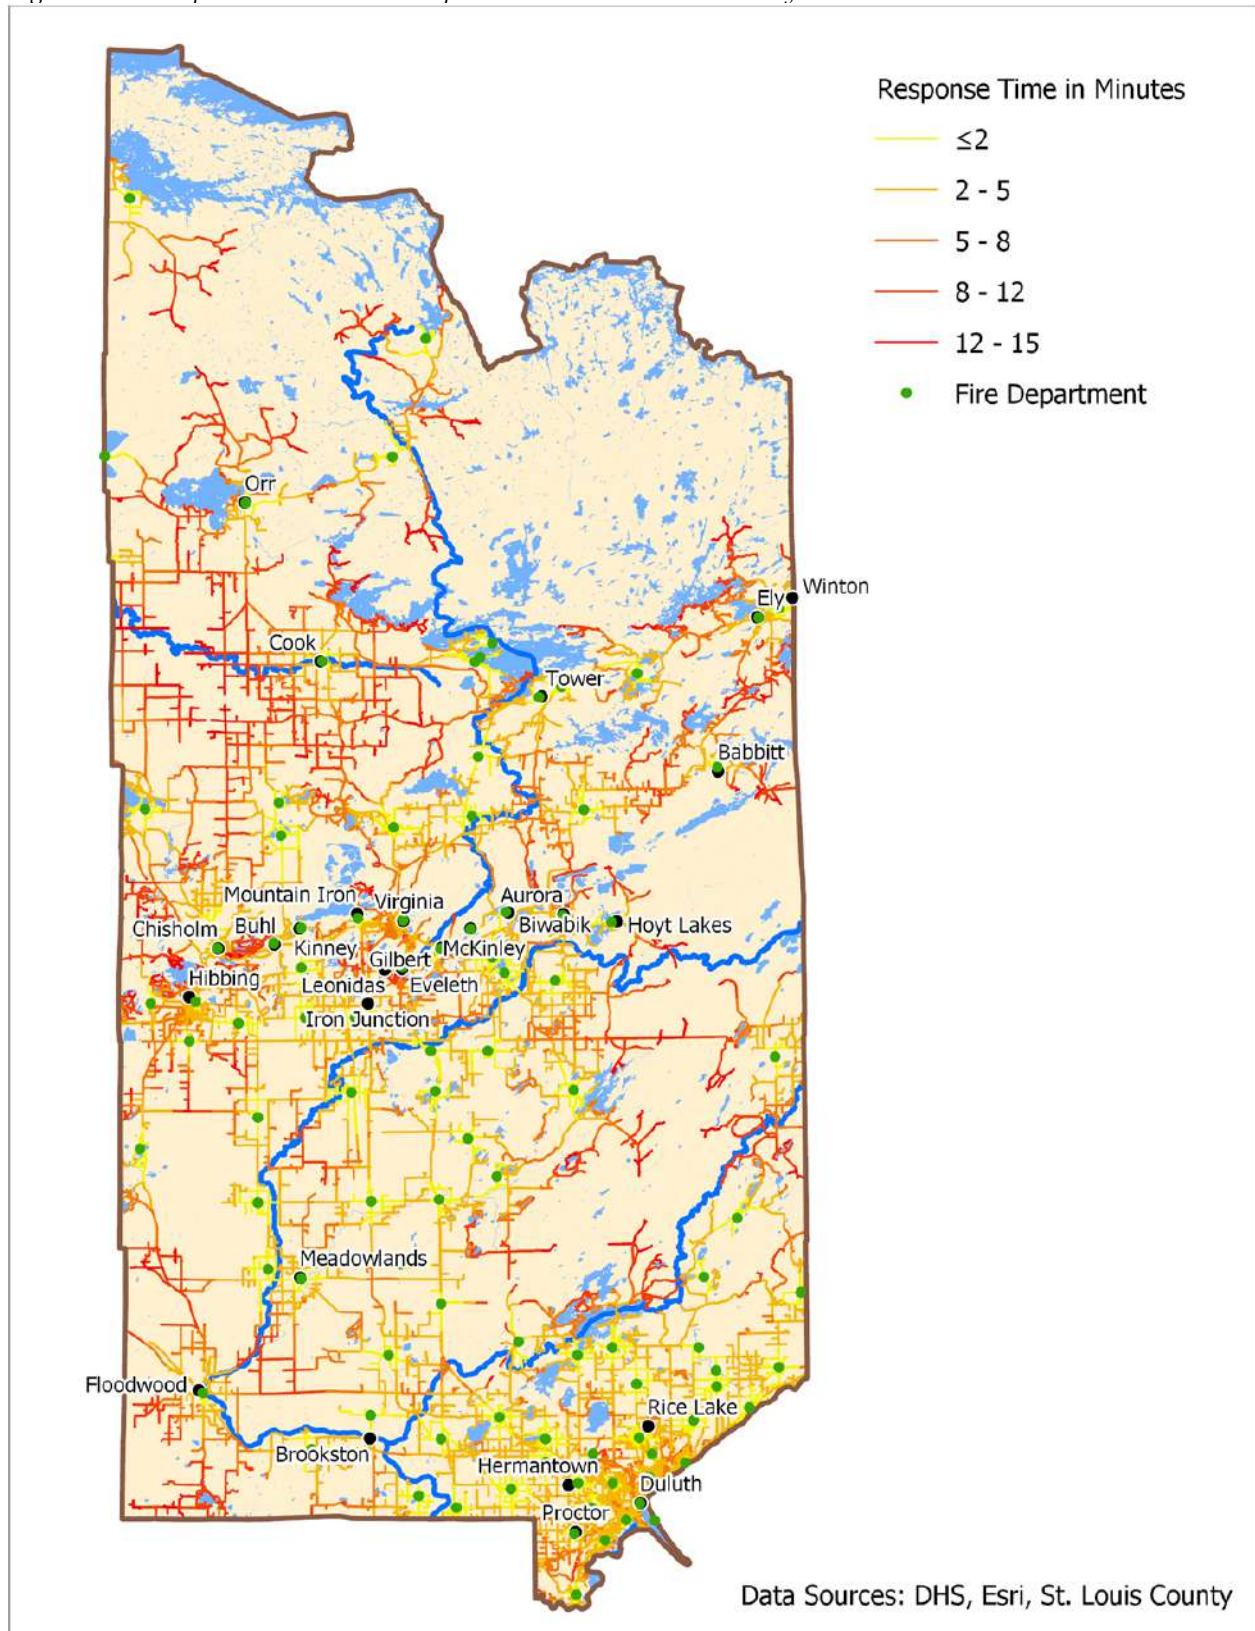 Response Time in Minutes
≤2
2 - 5
5 - 8
8 - 12
12 - 15
Fire Department
Orr
Winton
Ely
Cook
Tower
Babbitt
Mountain Iron
Virginia
Aurora
Chisholm
Buhl
Biwabik
Hoyt Lakes
Kinney
McKinley
Gilbert
Hibbing
Leonidas
Eveleth
Iron Junction
Meadowlands
Floodwood
Rice Lake
Brookston
Hermantown
Duluth
Proctor
Data Sources: DHS, Esri, St. Louis County